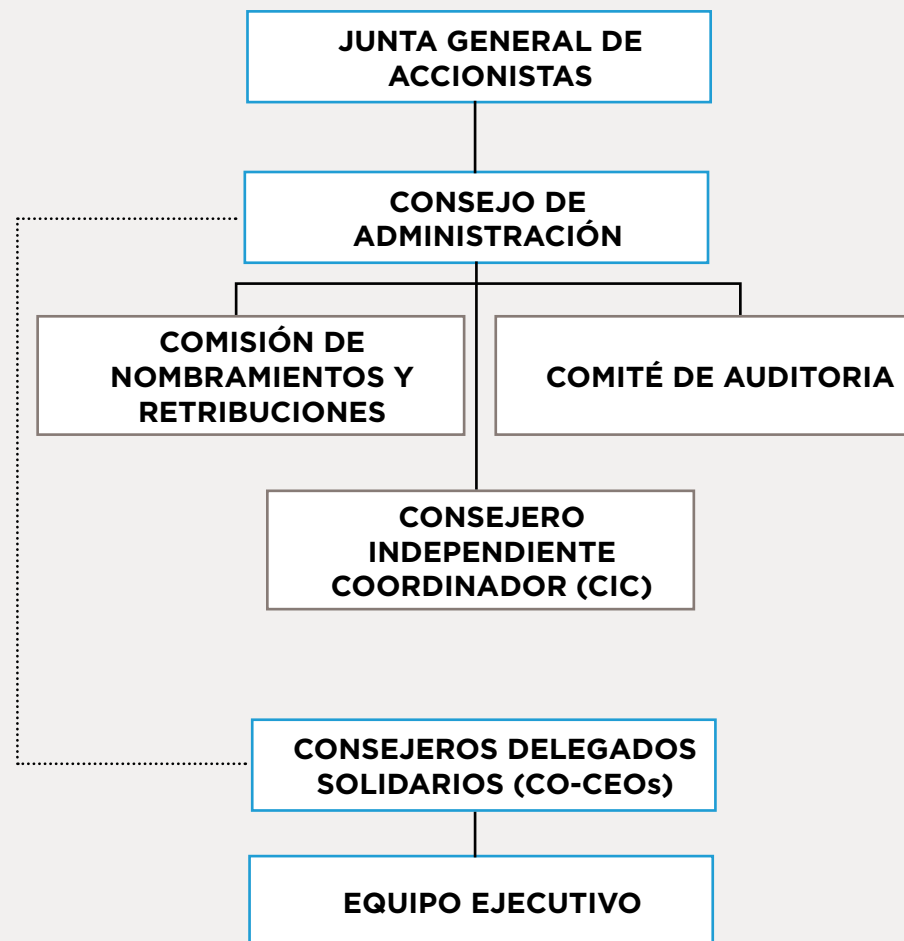 JUNTA GENERAL DE
ACCIONISTAS
CONSEJO DE
ADMINISTRACIÓN
COMISIÓN DE
NOMBRAMIENTOS Y
RETRIBUCIONES
COMITÉ DE AUDITORIA
CONSEJERO
INDEPENDIENTE
COORDINADOR (CIC)
CONSEJEROS DELEGADOS
SOLIDARIOS (CO-CEOs)
EQUIPO EJECUTIVO